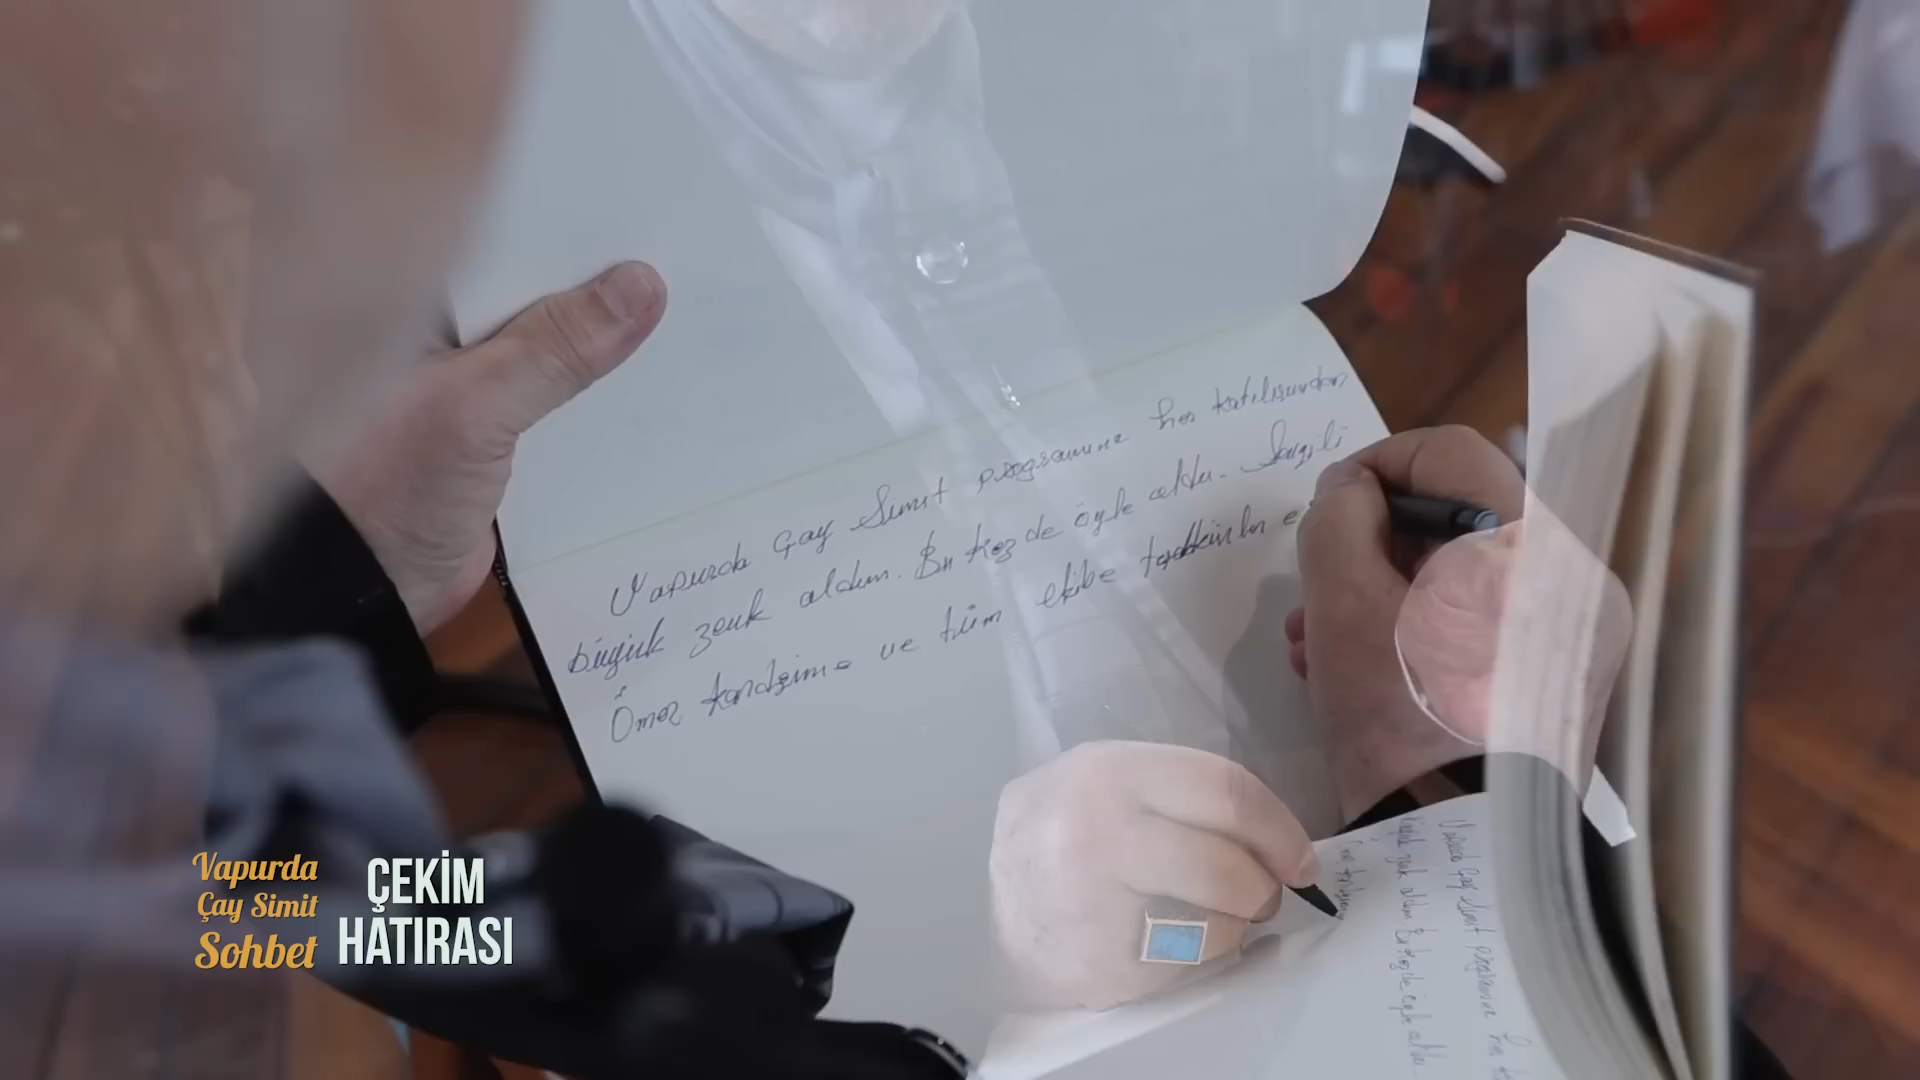 Vapurda Çay Simit programına her katılışımdan
büyük zevk aldım. Bu kez de öyle oldu. Sevgili
Ömer kardeşime ve tüm ekibe teşekkürler
Vapurda
Çay Simit
Sohbet
ÇEKİM
HATIRASI